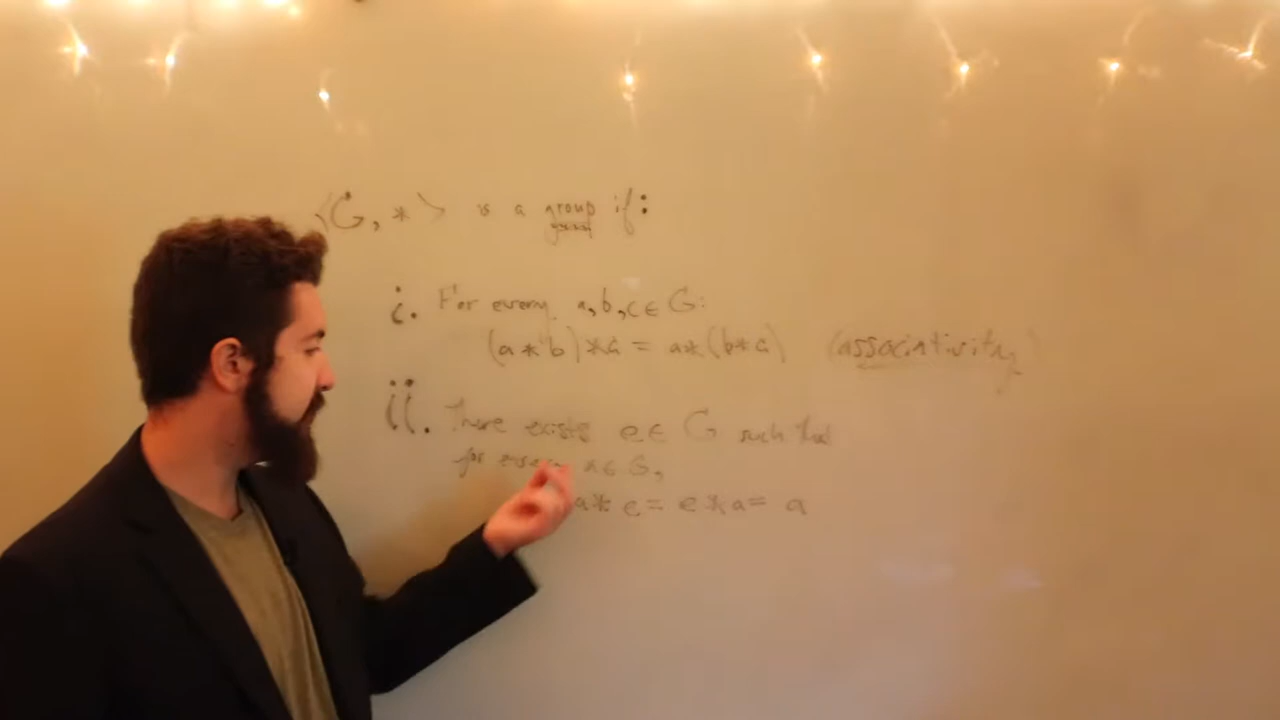 ⟨G, *⟩ is a group if:
i. For every a,b,c ∈ G:
(a * b) * c = a * (b * c) (associativity)
ii. There exists e ∈ G such that
for every a ∈ G,
a * e = e * a = a